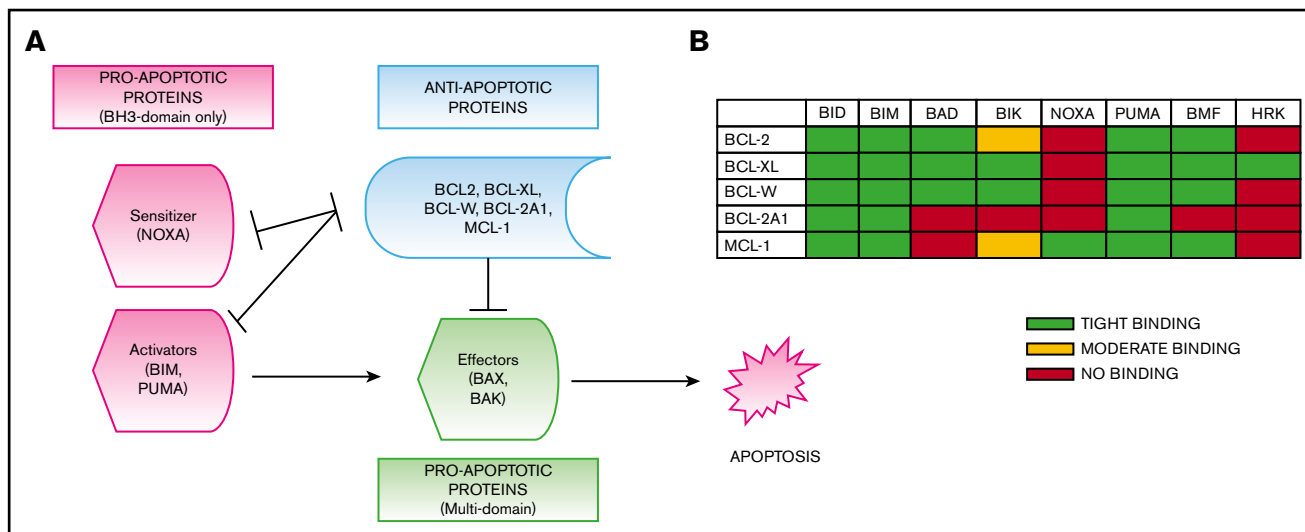 A
PRO-APOPTOTIC
PROTEINS
(BH3-domain only)
ANTI-APOPTOTIC
PROTEINS
Sensitizer
(NOXA)
BCL2, BCL-XL,
BCL-W, BCL-2A1,
MCL-1
Activators
(BIM,
PUMA)
Effectors
(BAX,
BAK)
APOPTOSIS
PRO-APOPTOTIC
PROTEINS
(Multi-domain)
B
BID BIM BAD BIK NOXA PUMA BMF HRK
BCL-2
BCL-XL
BCL-W
BCL-2A1
MCL-1
TIGHT BINDING
MODERATE BINDING
NO BINDING